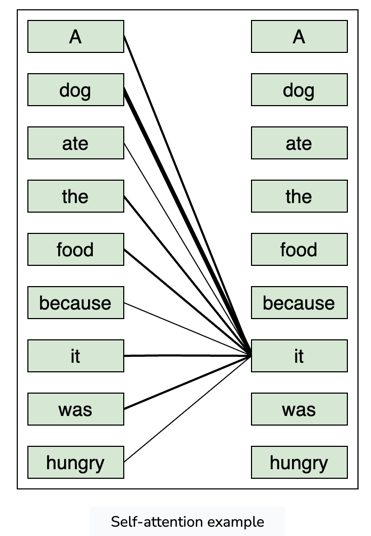 A A
dog dog
ate ate
the the
food food
because because
it it
was was
hungry hungry
Self-attention example